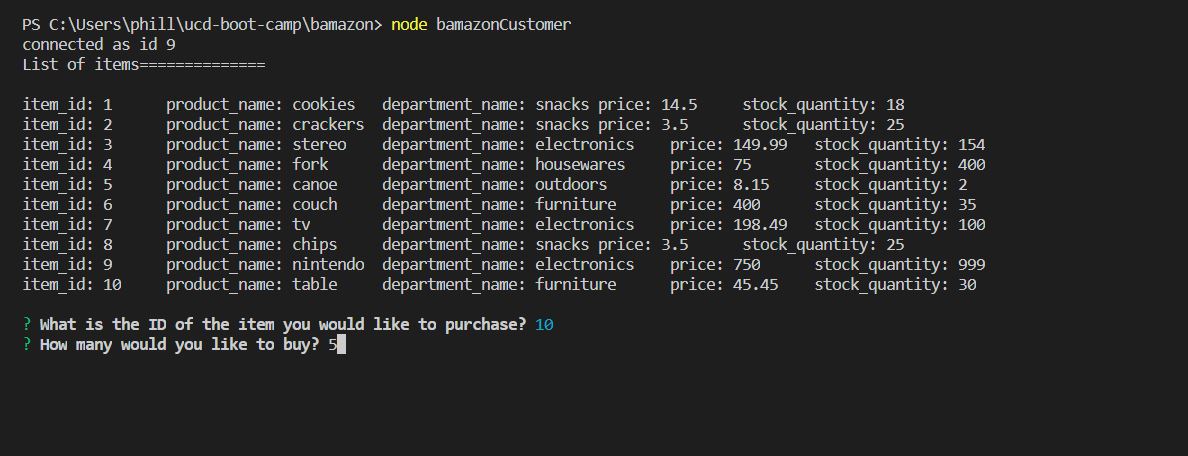 PS C:\Users\phill\ucd-boot-camp\bamazon> node bamazonCustomer
connected as id 9
List of items==============
item_id: 1      product_name: cookies   department_name: snacks price: 14.5     stock_quantity: 18
item_id: 2      product_name: crackers  department_name: snacks price: 3.5      stock_quantity: 25
item_id: 3      product_name: stereo    department_name: electronics    price: 149.99   stock_quantity: 154
item_id: 4      product_name: fork      department_name: housewares     price: 75       stock_quantity: 400
item_id: 5      product_name: canoe     department_name: outdoors       price: 8.15     stock_quantity: 2
item_id: 6      product_name: couch     department_name: furniture      price: 400      stock_quantity: 35
item_id: 7      product_name: tv        department_name: electronics    price: 198.49   stock_quantity: 100
item_id: 8      product_name: chips     department_name: snacks price: 3.5      stock_quantity: 25
item_id: 9      product_name: nintendo  department_name: electronics    price: 750      stock_quantity: 999
item_id: 10     product_name: table     department_name: furniture      price: 45.45    stock_quantity: 30
? What is the ID of the item you would like to purchase? 10
? How many would you like to buy? 5